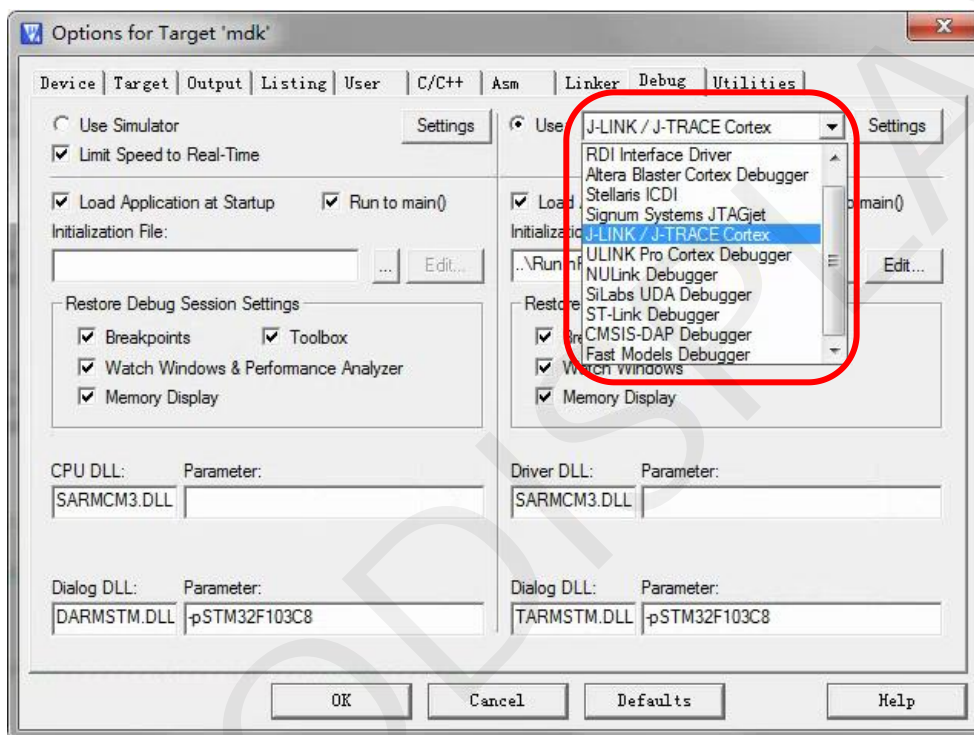 Options for Target 'mdk'
Device Target Output Listing User C/C++ Asm Linker Debug Utilities
Use Simulator Settings
Limit Speed to Real-Time
Load Application at Startup Run to main()
Initialization File:
... Edit...
Restore Debug Session Settings
Breakpoints Toolbox
Watch Windows & Performance Analyzer
Memory Display
CPU DLL: Parameter:
SARMCM3.DLL
Dialog DLL: Parameter:
DARMSTM.DLL -pSTM32F103C8
Use J-LINK / J-TRACE Cortex Settings
RDI Interface Driver
Altera Blaster Cortex Debugger
Stellaris ICDI
Signum Systems JTAGjet
J-LINK / J-TRACE Cortex
ULINK Pro Cortex Debugger
NULink Debugger
SiLabs UDA Debugger
ST-Link Debugger
CMSIS-DAP Debugger
Fast Models Debugger
main()
Edit...
Watch Windows
Memory Display
Driver DLL: Parameter:
SARMCM3.DLL
Dialog DLL: Parameter:
TARMSTM.DLL -pSTM32F103C8
OK Cancel Defaults Help